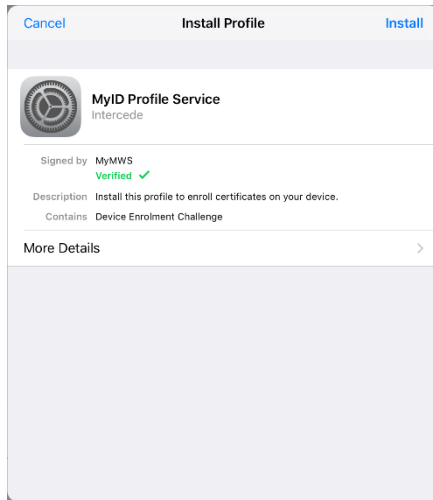 Cancel Install Profile Install
MyID Profile Service
Intercede
Signed by MyMWS
Verified ✓
Description Install this profile to enroll certificates on your device.
Contains Device Enrolment Challenge
More Details